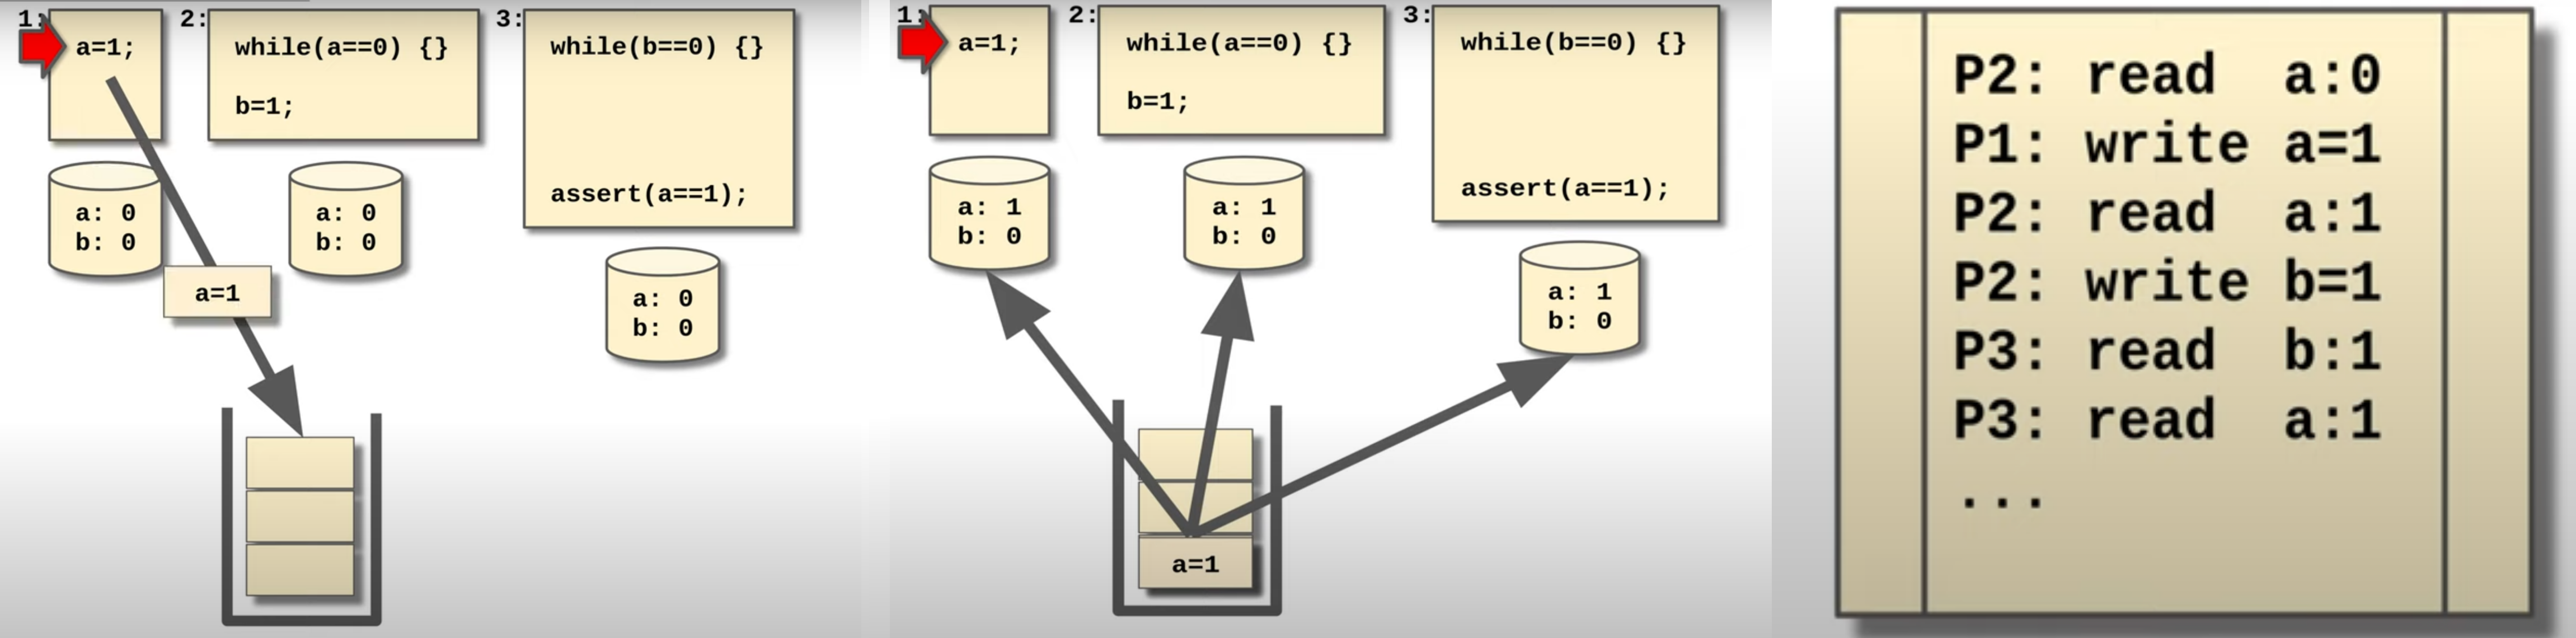 1:
a=1;
2:
while(a==0) {}
b=1;
3:
while(b==0) {}
assert(a==1);
a: 0
b: 0
a: 0
b: 0
a: 0
b: 0
a=1
1:
a=1;
2:
while(a==0) {}
b=1;
3:
while(b==0) {}
assert(a==1);
a: 1
b: 0
a: 1
b: 0
a: 1
b: 0
a=1
P2: read a:0
P1: write a=1
P2: read a:1
P2: write b=1
P3: read b:1
P3: read a:1
...